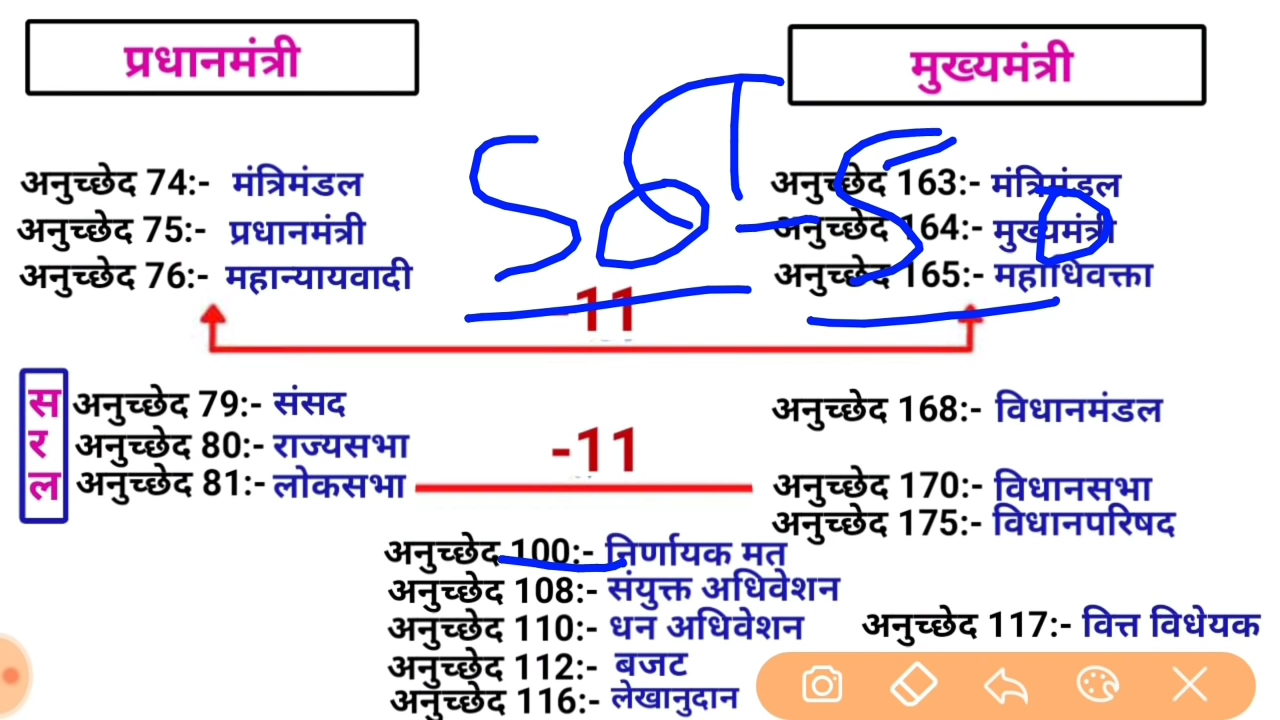 प्रधानमंत्री
मुख्यमंत्री
अनुच्छेद 74:- मंत्रिमंडल
अनुच्छेद 75:- प्रधानमंत्री
अनुच्छेद 76:- महान्यायवादी
अनुच्छेद 163:- मंत्रिमंडल
अनुच्छेद 164:- मुख्यमंत्री
अनुच्छेद 165:- महाधिवक्ता
-11
स र ल
अनुच्छेद 79:- संसद
अनुच्छेद 80:- राज्यसभा
अनुच्छेद 81:- लोकसभा
-11
अनुच्छेद 168:- विधानमंडल
अनुच्छेद 170:- विधानसभा
अनुच्छेद 175:- विधानपरिषद
अनुच्छेद 100:- निर्णायक मत
अनुच्छेद 108:- संयुक्त अधिवेशन
अनुच्छेद 110:- धन अधिवेशन
अनुच्छेद 112:- बजट
अनुच्छेद 116:- लेखानुदान
अनुच्छेद 117:- वित्त विधेयक